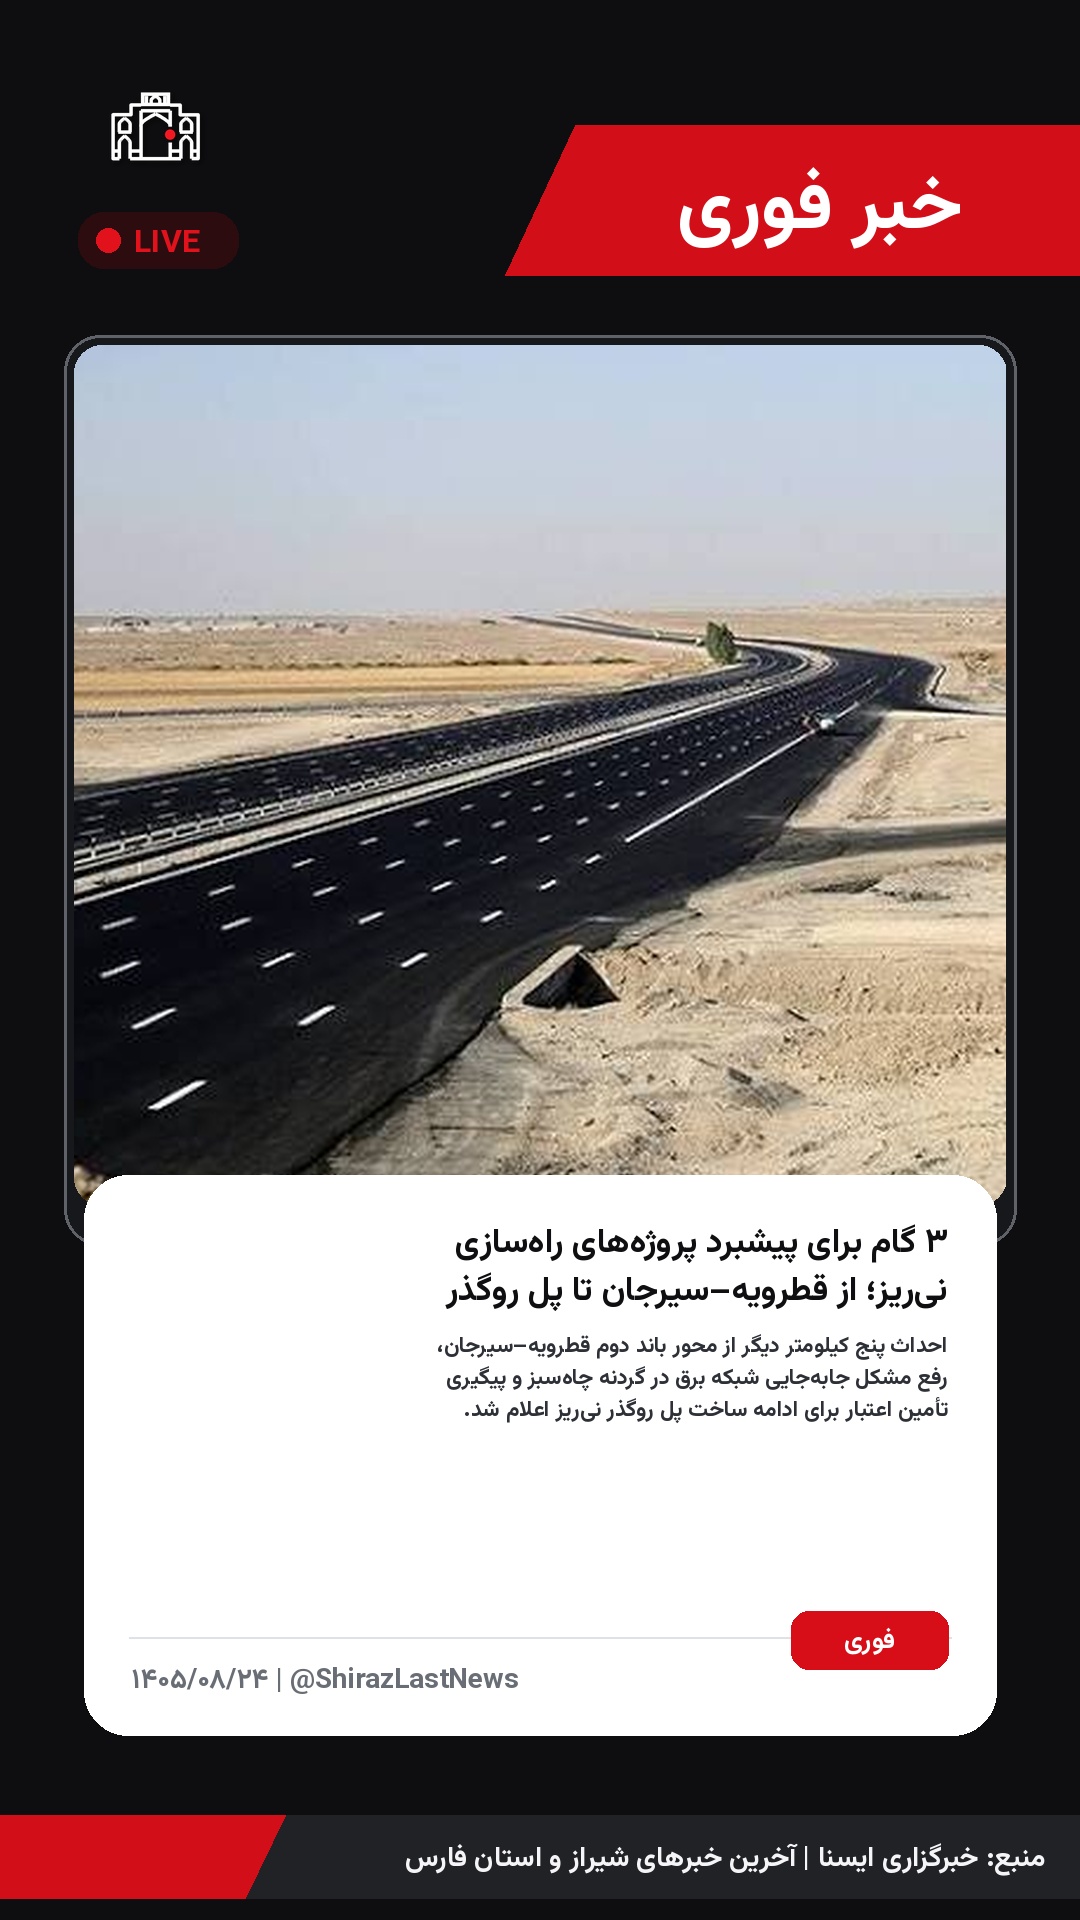 خبر فوری
LIVE
۳ گام برای پیشبرد پروژه‌های راه‌سازی
نی‌ریز؛ از قطرویه–سیرجان تا پل روگذر
احداث پنج کیلومتر دیگر از محور باند دوم قطرویه–سیرجان،
رفع مشکل جابه‌جایی شبکه برق در گردنه چاه‌سبز و پیگیری
تأمین اعتبار برای ادامه ساخت پل روگذر نی‌ریز اعلام شد.
فوری
۱۴۰۵/۰۸/۲۴ | @ShirazLastNews
منبع: خبرگزاری ایسنا | آخرین خبرهای شیراز و استان فارس